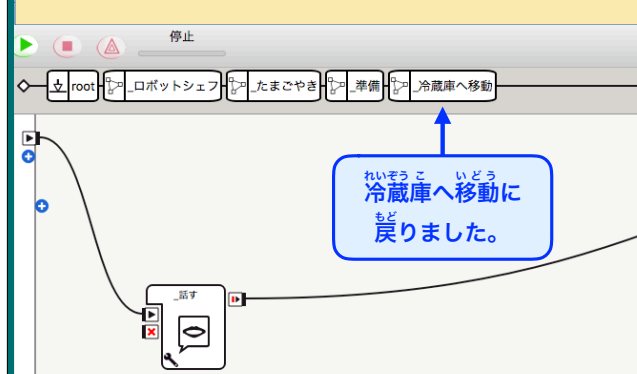 停止
root _ロボットシェフ _たまごやき _準備 _冷蔵庫へ移動
れいぞうこ いどう
冷蔵庫へ移動に
もど
戻りました。
_話す